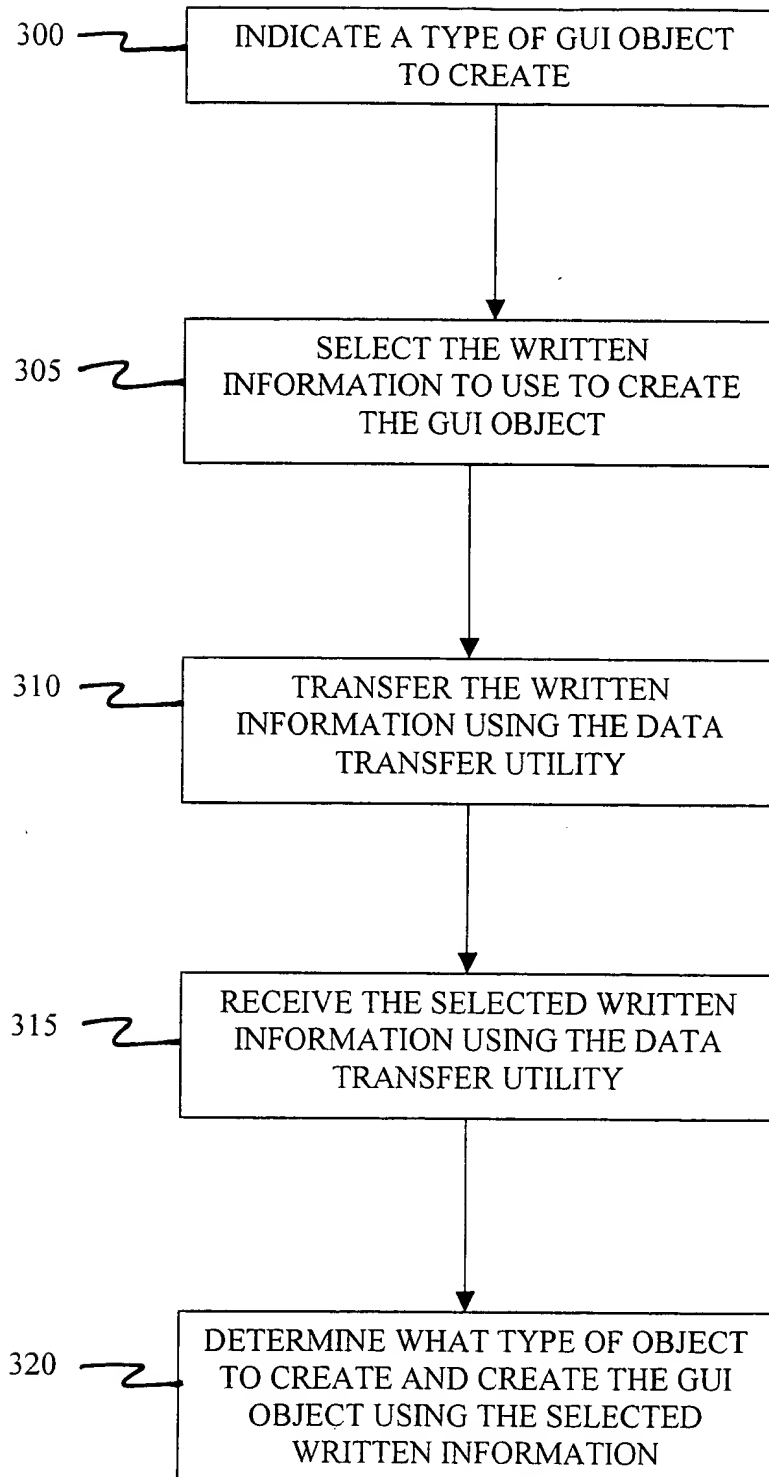 300
INDICATE A TYPE OF GUI OBJECT
TO CREATE
305
SELECT THE WRITTEN
INFORMATION TO USE TO CREATE
THE GUI OBJECT
310
TRANSFER THE WRITTEN
INFORMATION USING THE DATA
TRANSFER UTILITY
315
RECEIVE THE SELECTED WRITTEN
INFORMATION USING THE DATA
TRANSFER UTILITY
320
DETERMINE WHAT TYPE OF OBJECT
TO CREATE AND CREATE THE GUI
OBJECT USING THE SELECTED
WRITTEN INFORMATION